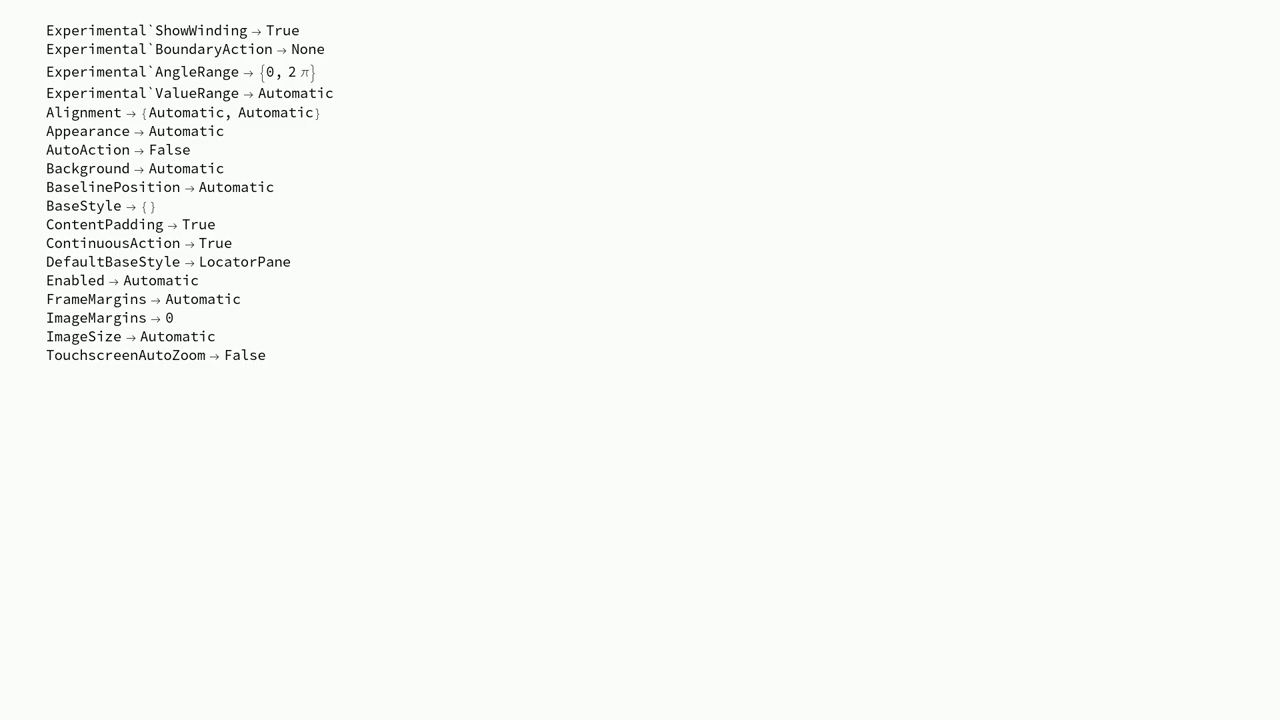 Experimental`ShowWinding → True
Experimental`BoundaryAction → None
Experimental`AngleRange → {0, 2 π}
Experimental`ValueRange → Automatic
Alignment → {Automatic, Automatic}
Appearance → Automatic
AutoAction → False
Background → Automatic
BaselinePosition → Automatic
BaseStyle → {}
ContentPadding → True
ContinuousAction → True
DefaultBaseStyle → LocatorPane
Enabled → Automatic
FrameMargins → Automatic
ImageMargins → 0
ImageSize → Automatic
TouchscreenAutoZoom → False